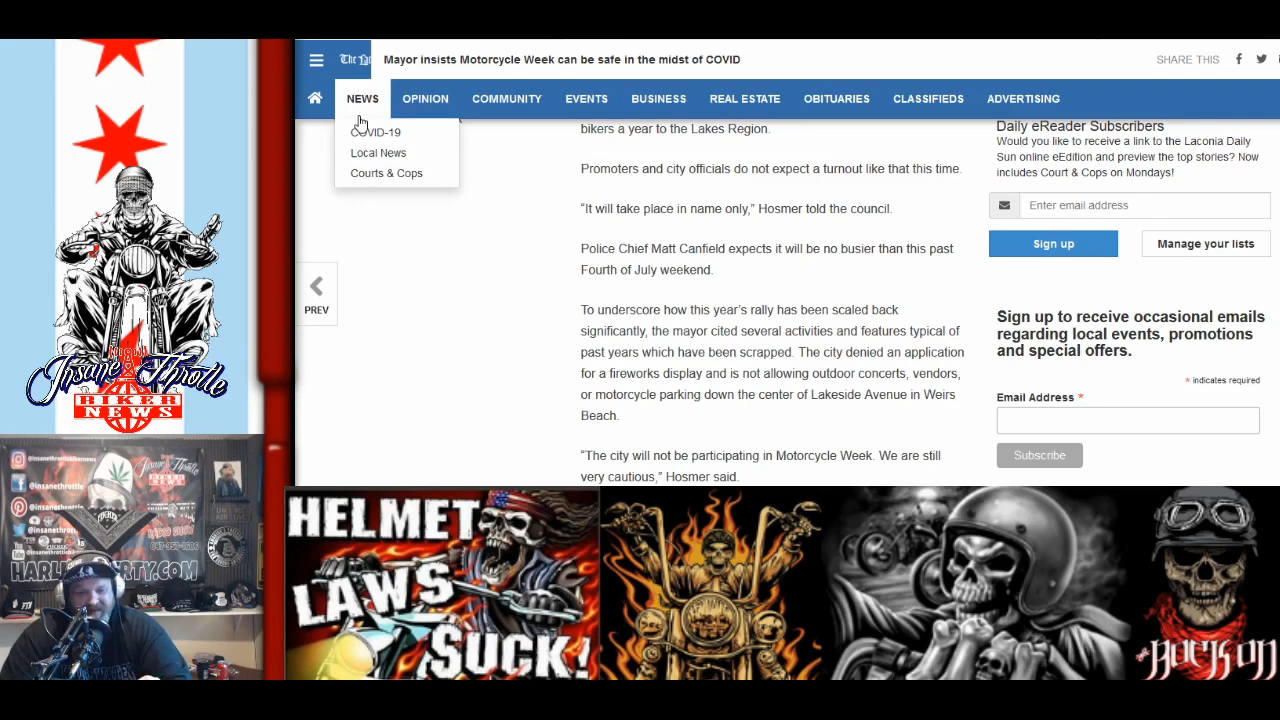 The
Mayor insists Motorcycle Week can be safe in the midst of COVID
SHARE THIS
NEWS
OPINION
COMMUNITY
EVENTS
BUSINESS
REAL ESTATE
OBITUARIES
CLASSIFIEDS
ADVERTISING
COVID-19
Local News
Courts & Cops
PREV
bikers a year to the Lakes Region.
Promoters and city officials do not expect a turnout like that this time.
“It will take place in name only,” Hosmer told the council.
Police Chief Matt Canfield expects it will be no busier than this past
Fourth of July weekend.
To underscore how this year’s rally has been scaled back
significantly, the mayor cited several activities and features typical of
past years which have been scrapped. The city denied an application
for a fireworks display and is not allowing outdoor concerts, vendors,
or motorcycle parking down the center of Lakeside Avenue in Weirs
Beach.
“The city will not be participating in Motorcycle Week. We are still
very cautious,” Hosmer said.
Daily eReader Subscribers
Would you like to receive a link to the Laconia Daily
Sun online eEdition and preview the top stories? Now
includes Court & Cops on Mondays!
Enter email address
Sign up
Manage your lists
Sign up to receive occasional emails
regarding local events, promotions
and special offers.
* indicates required
Email Address *
Subscribe
Insane Throttle
BIKER
NEWS
@insanethrottlebikernews
@insanethrottle
@insanethrottle
HELMET
LAWS
SUCK!